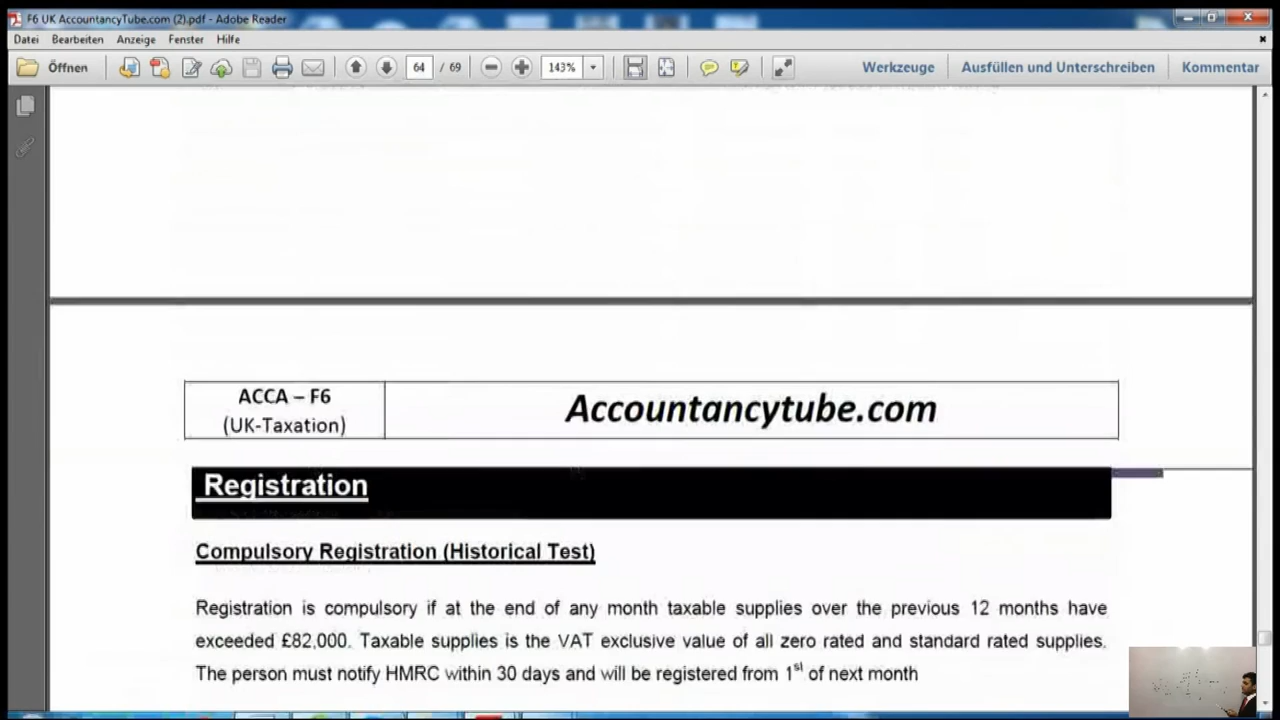 F6 UK AccountancyTube.com (2).pdf - Adobe Reader
Datei Bearbeiten Anzeige Fenster Hilfe
Öffnen 64 / 69 143% Werkzeuge Ausfüllen und Unterschreiben Kommentar
ACCA – F6
(UK-Taxation)
Accountancytube.com
Registration
Compulsory Registration (Historical Test)
Registration is compulsory if at the end of any month taxable supplies over the previous 12 months have
exceeded £82,000. Taxable supplies is the VAT exclusive value of all zero rated and standard rated supplies.
The person must notify HMRC within 30 days and will be registered from 1st of next month